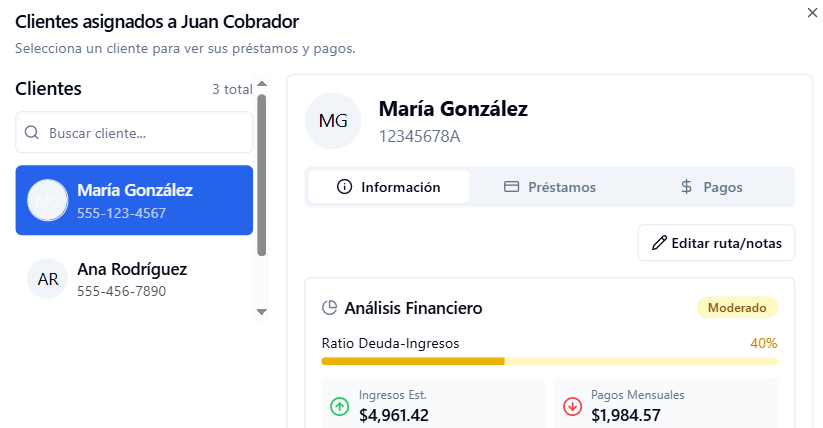 Clientes asignados a Juan Cobrador
Selecciona un cliente para ver sus préstamos y pagos.
Clientes
3 total
Buscar cliente...
MG
María González
555-123-4567
AR
Ana Rodríguez
555-456-7890
MG
María González
12345678A
Información
Préstamos
Pagos
Editar ruta/notas
Análisis Financiero
Moderado
Ratio Deuda-Ingresos
40%
Ingresos Est.
$4,961.42
Pagos Mensuales
$1,984.57